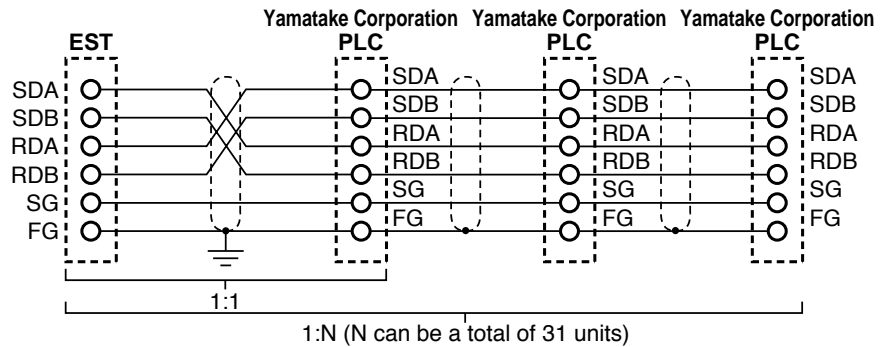 Yamatake Corporation Yamatake Corporation Yamatake Corporation
EST PLC PLC PLC
SDA SDA SDA SDA
SDB SDB SDB SDB
RDA RDA RDA RDA
RDB RDB RDB RDB
SG SG SG SG
FG FG FG FG
1:1
1:N (N can be a total of 31 units)